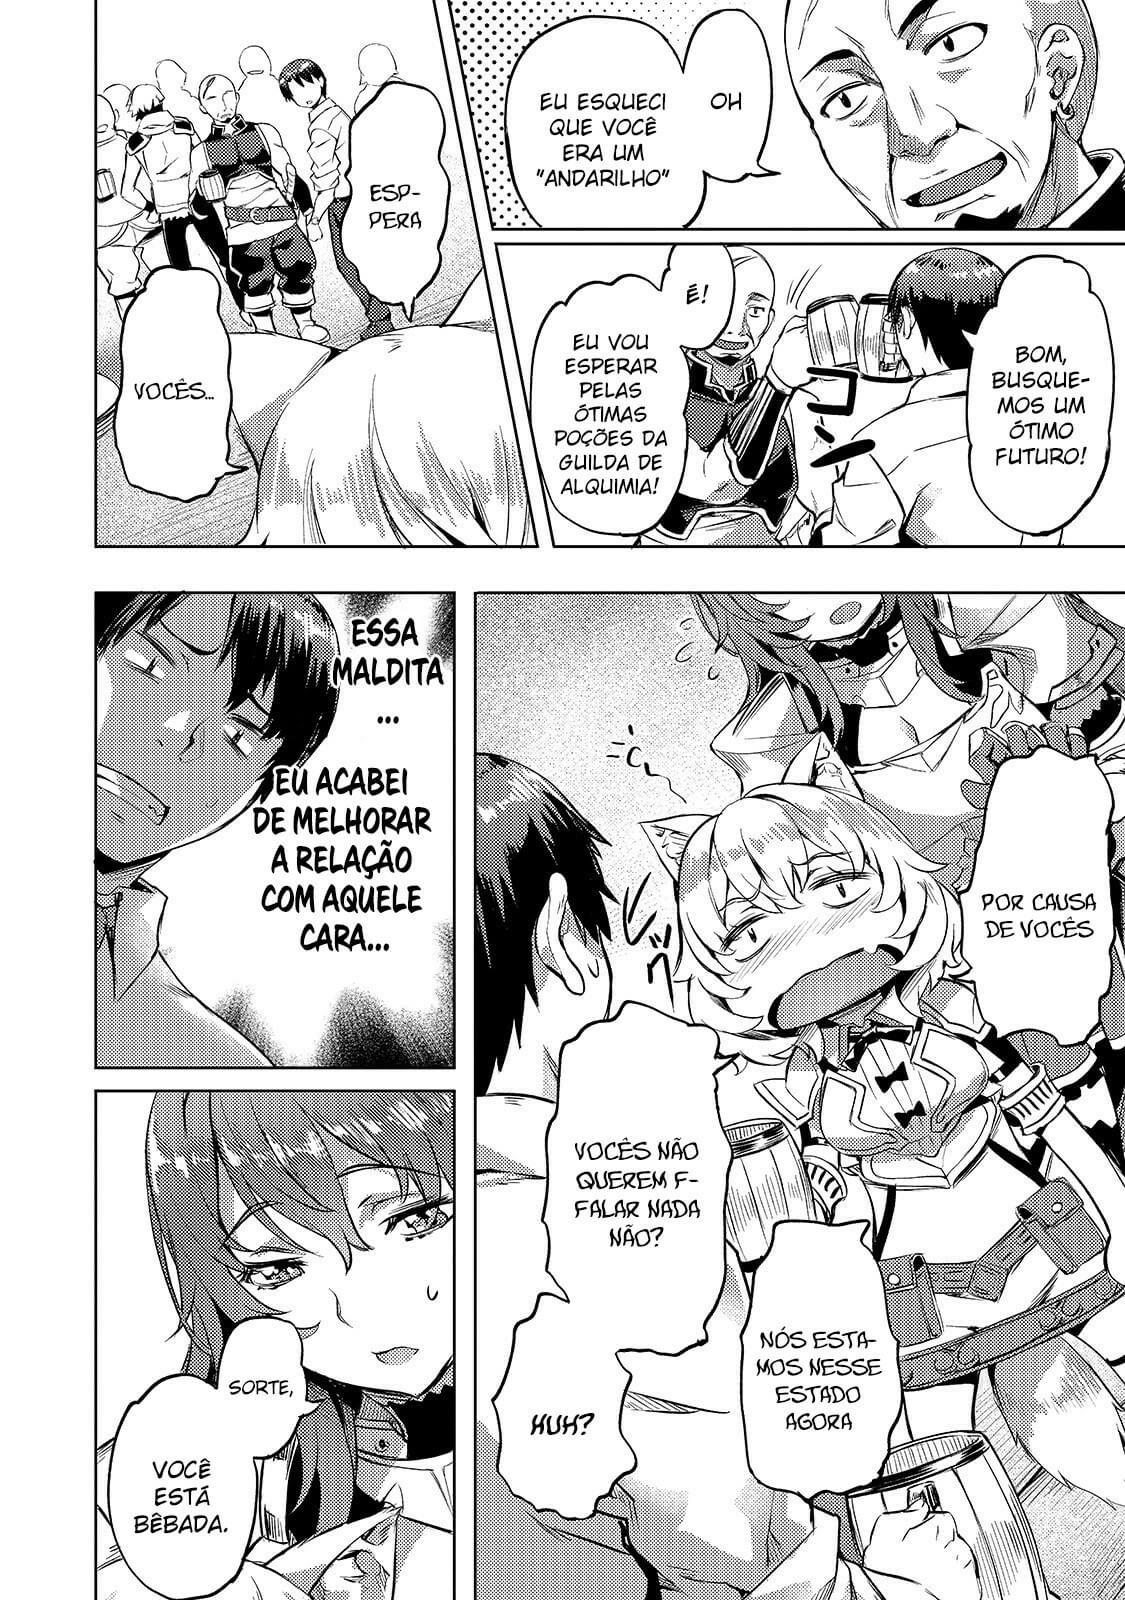 OH
EU ESQUECI
QUE VOCÊ
ERA UM
"ANDARILHO"
BOM,
BUSQUE-
MOS UM
ÓTIMO
FUTURO!
É!
EU VOU
ESPERAR
PELAS
ÓTIMAS
POÇÕES DA
GUILDA DE
ALQUIMIA!
ゴッ
ESP-
PERA
VOCÊS...
POR CAUSA
DE VOCÊS
NÓS ESTA-
MOS NESSE
ESTADO
AGORA
VOCÊS NÃO
QUEREM F-
FALAR NADA
NÃO?
HUH?
ESSA
MALDITA
...
EU ACABEI
DE MELHORAR
A RELAÇÃO
COM AQUELE
CARA...
SORTE,
VOCÊ
ESTÁ
BÊBADA.